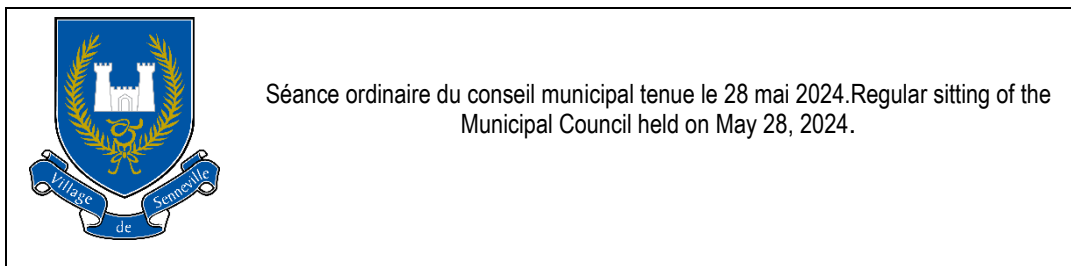 Séance ordinaire du conseil municipal tenue le 28 mai 2024.Regular sitting of the
Municipal Council held on May 28, 2024.
Village de Senneville